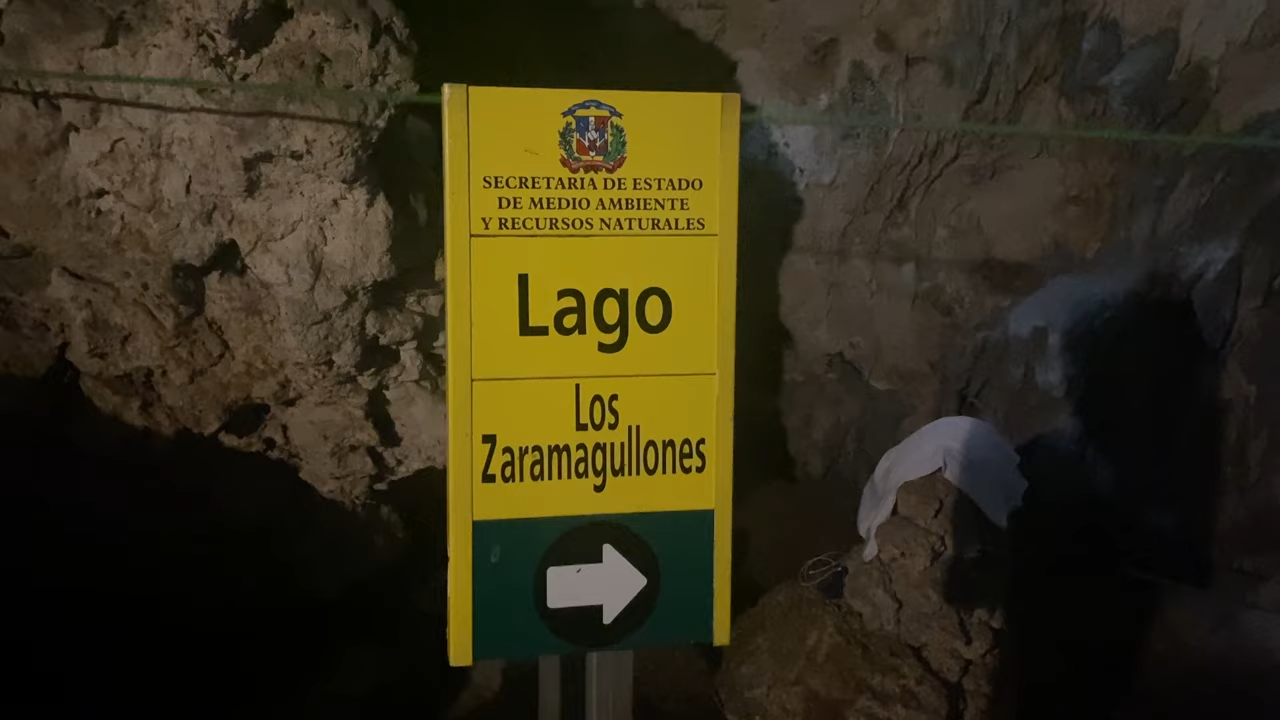 SECRETARIA DE ESTADO
DE MEDIO AMBIENTE
Y RECURSOS NATURALES
Lago
Los
Zaramagullones